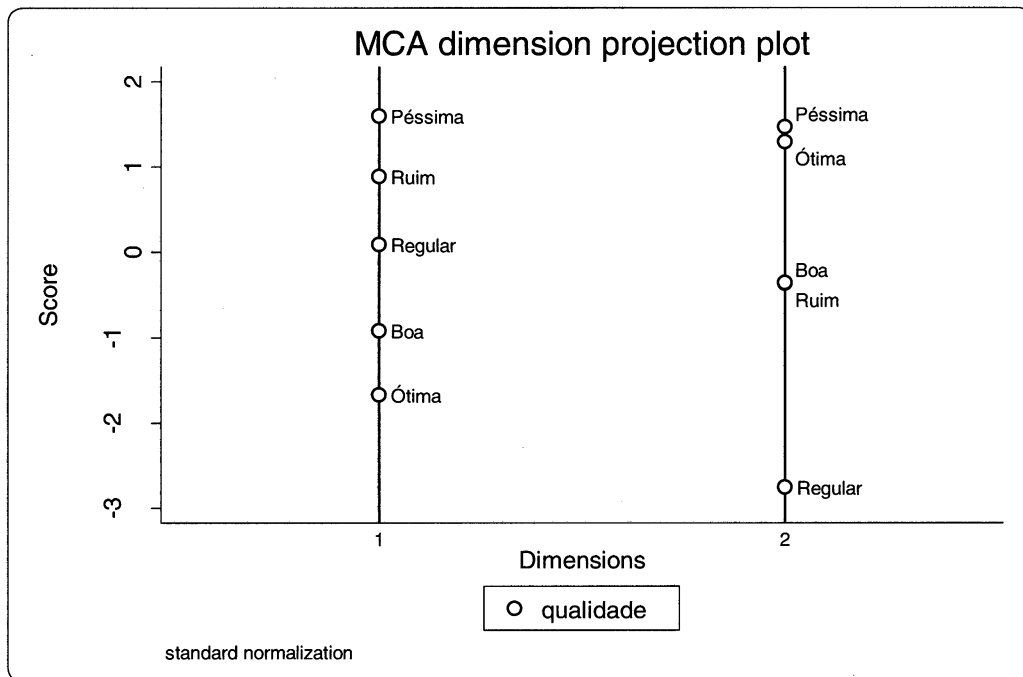 MCA dimension projection plot
Score
2
1
0
-1
-2
-3
Péssima
Ruim
Regular
Boa
Ótima
Péssima
Ótima
Boa
Ruim
Regular
1
2
Dimensions
qualidade
standard normalization